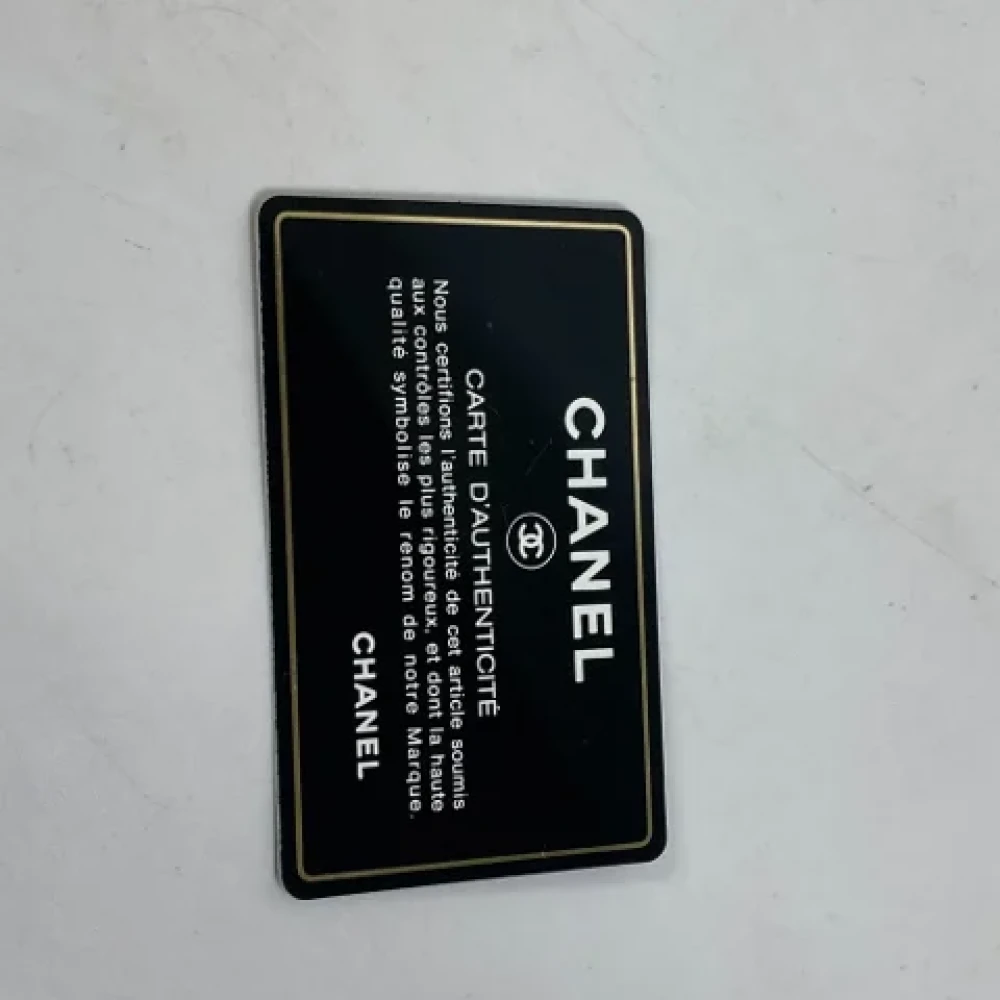 CHANEL
CARTE D'AUTHENTICITÉ
Nous certifions l'authenticité de cet article soumis
aux contrôles les plus rigoureux, et dont la haute
qualité symbolise le renom de notre Marque.
CHANEL